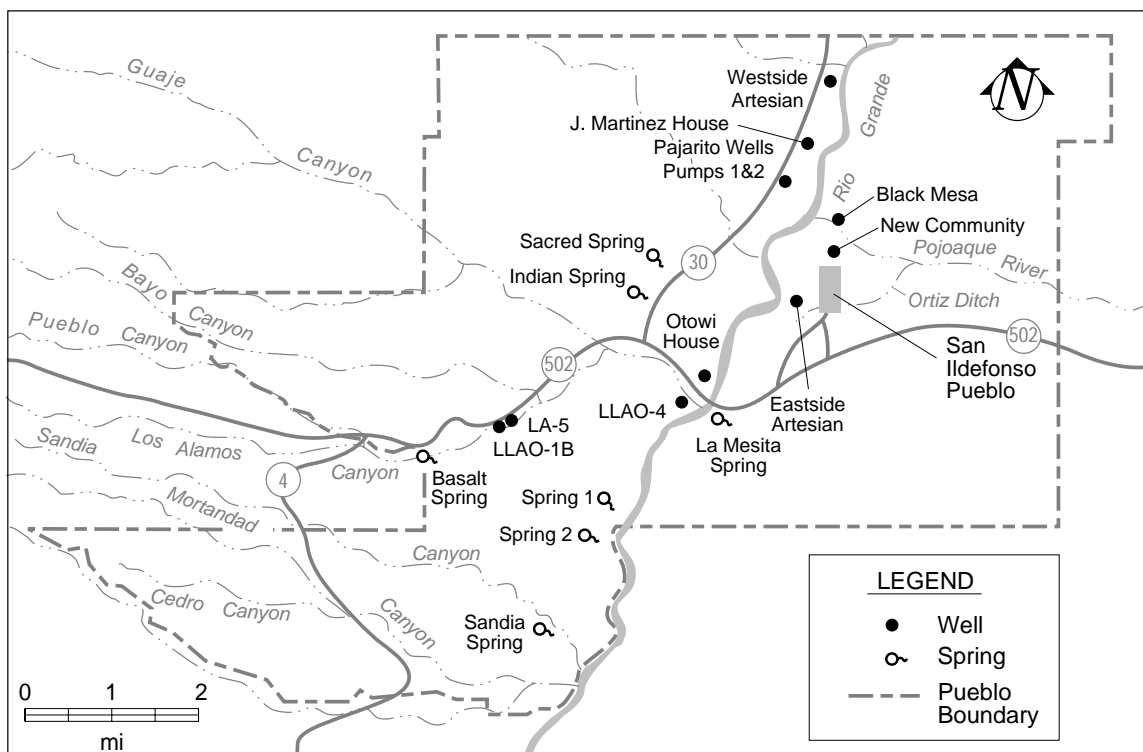 Guaje
Canyon
Westside
Artesian
J. Martinez House
Pajarito Wells
Pumps 1&2
Grande
Rio
N
Black Mesa
New Community
Pojoaque
River
Sacred Spring
Indian Spring
30
Ortiz Ditch
Bayo
Canyon
Pueblo Canyon
502
Otowi
House
502
San
Ildefonso
Pueblo
LLAO-4
Eastside
Artesian
LA-5
LLAO-1B
La Mesita
Spring
Sandia
Los Alamos
Canyon
4
Basalt
Spring
Mortandad
Canyon
Spring 1
Spring 2
Cedro Canyon
Canyon
Sandia
Spring
LEGEND
Well
Spring
Pueblo
Boundary
0 1 2
mi